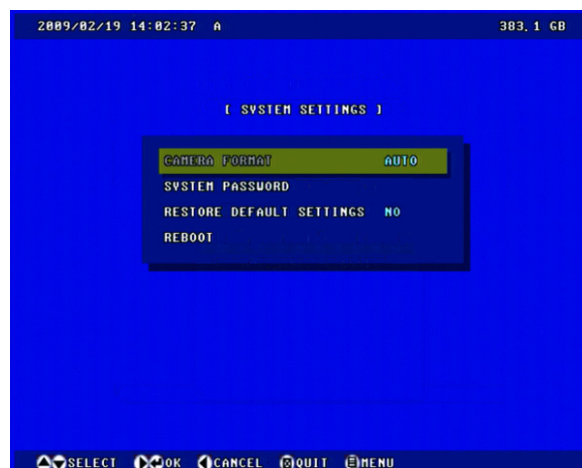 2009/02/19 14:02:37 A 383.1 GB
[ SYSTEM SETTINGS ]
CAMERA FORMAT AUTO
SYSTEM PASSWORD
RESTORE DEFAULT SETTINGS NO
REBOOT
SELECT OK CANCEL QUIT MENU